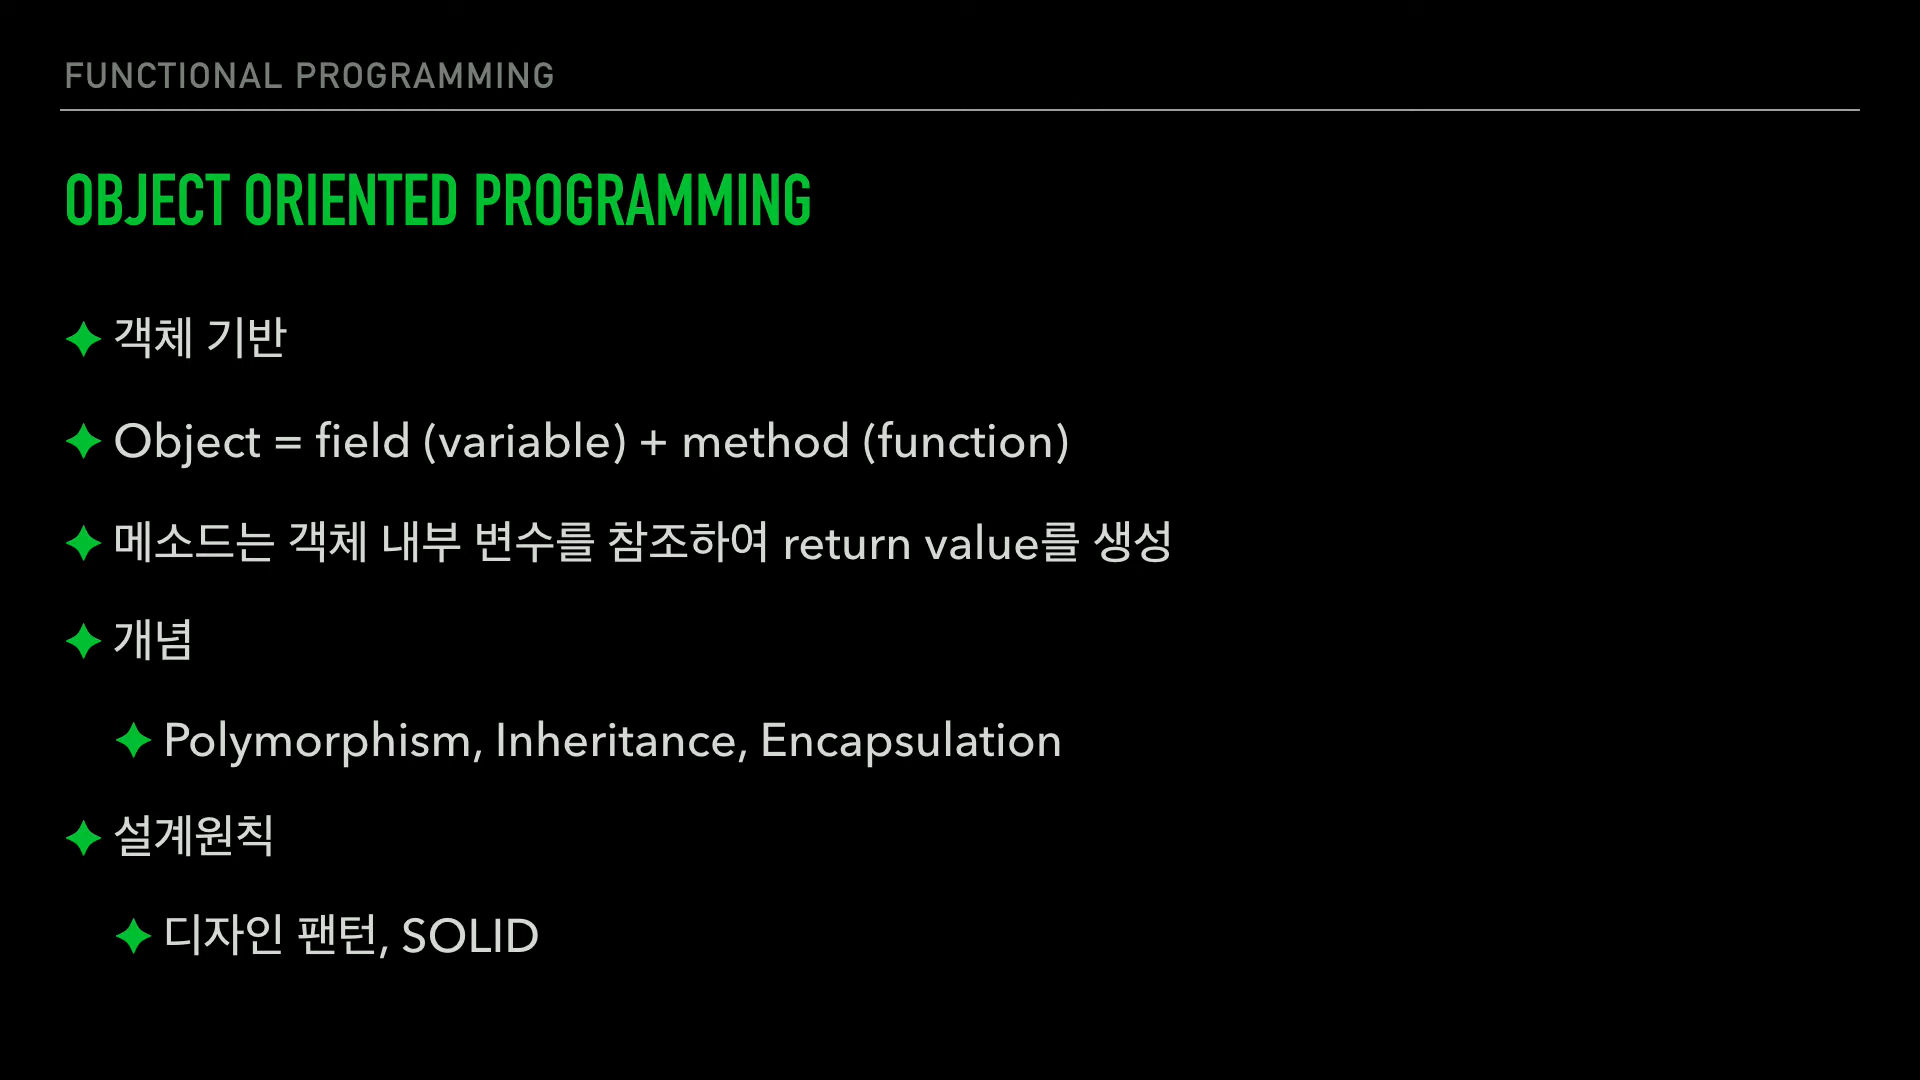 FUNCTIONAL PROGRAMMING
OBJECT ORIENTED PROGRAMMING
객체 기반
Object = field (variable) + method (function)
메소드는 객체 내부 변수를 참조하여 return value를 생성
개념
Polymorphism, Inheritance, Encapsulation
설계원칙
디자인 팬턴, SOLID